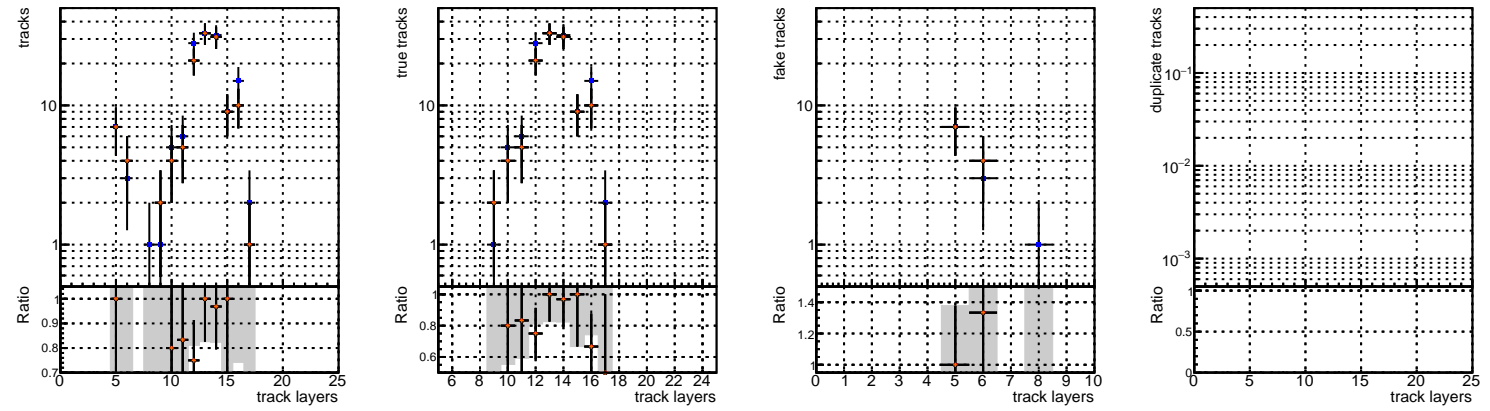 tracks
10
1
Ratio
1
0.9
0.8
0.7
0 5 10 15 20 25
track layers
true tracks
10
1
Ratio
1
0.8
0.6
6 8 10 12 14 16 18 20 22 24
track layers
fake tracks
10
1
Ratio
1.4
1.2
1
0 1 2 3 4 5 6 7 8 9 10
track layers
duplicate tracks
10⁻¹
10⁻²
10⁻³
Ratio
1
0.5
0
0 5 10 15 20 25
track layers